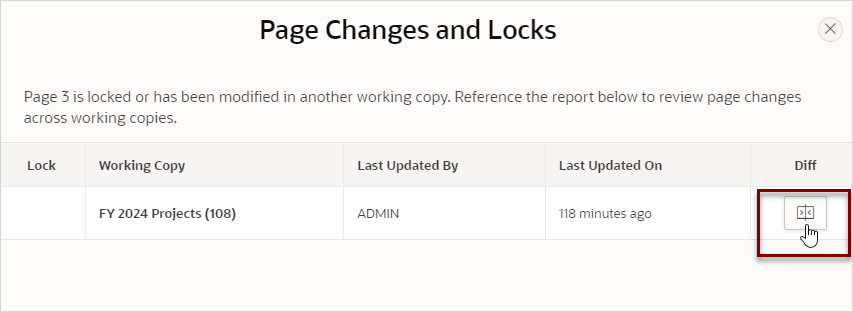 Page Changes and Locks
Page 3 is locked or has been modified in another working copy. Reference the report below to review page changes
across working copies.
Lock Working Copy Last Updated By Last Updated On Diff
FY 2024 Projects (108) ADMIN 118 minutes ago